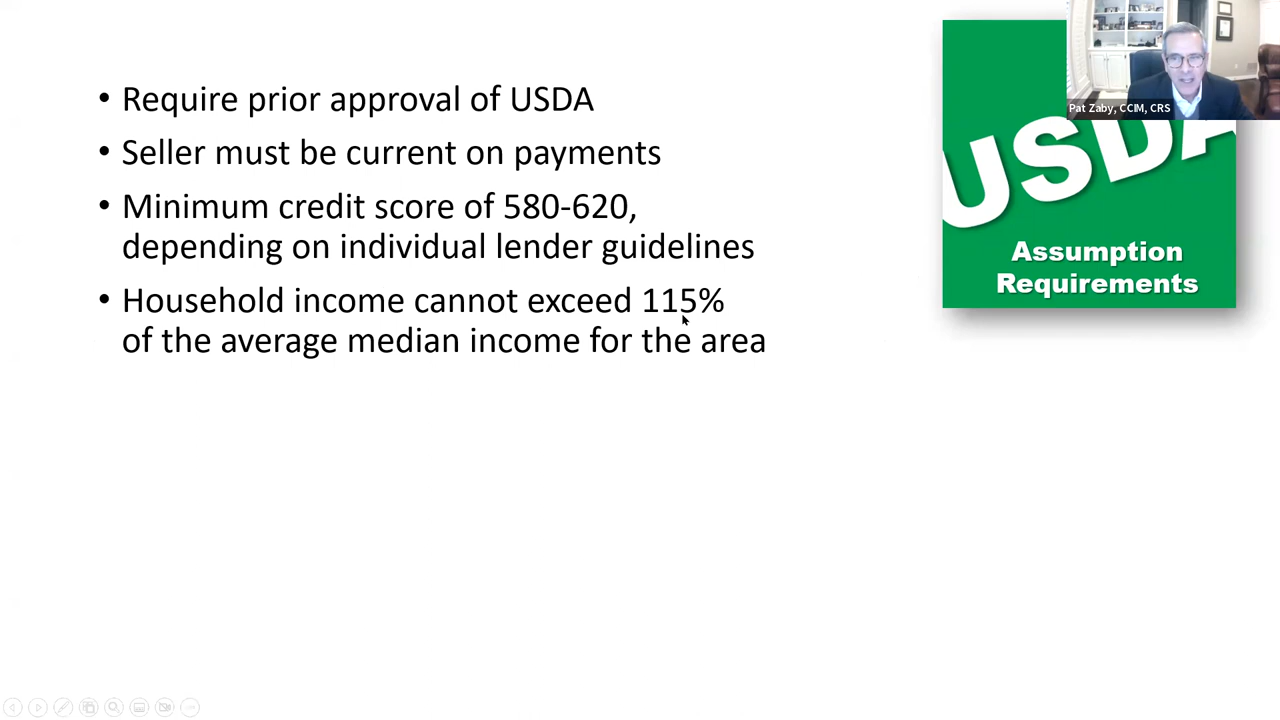 • Require prior approval of USDA
• Seller must be current on payments
• Minimum credit score of 580-620,
depending on individual lender guidelines
• Household income cannot exceed 115%
of the average median income for the area
Pat Zaby, CCIM, CRS
USDA
Assumption
Requirements